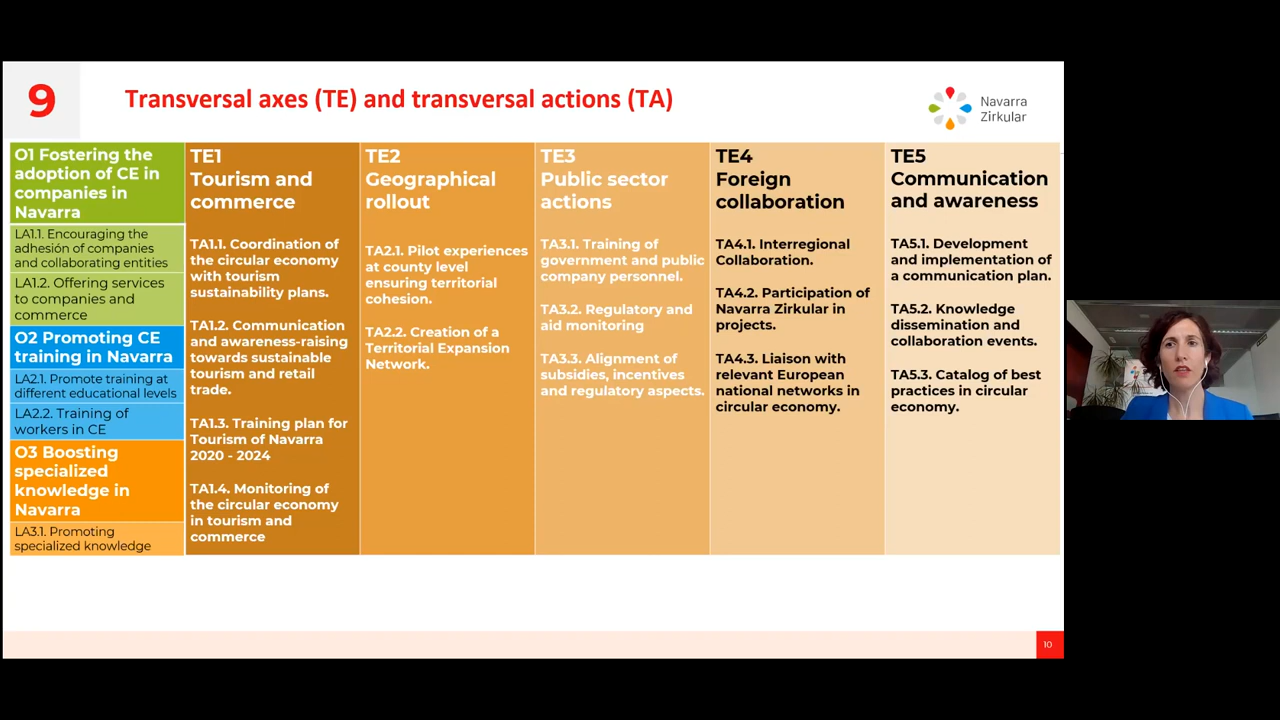 9
Transversal axes (TE) and transversal actions (TA)
Navarra
Zirkular
O1 Fostering the
adoption of CE in
companies in
Navarra
LA1.1. Encouraging the
adhesión of companies
and collaborating entities
LA1.2. Offering services
to companies and
commerce
O2 Promoting CE
training in Navarra
LA2.1. Promote training at
different educational levels
LA2.2. Training of
workers in CE
O3 Boosting
specialized
knowledge in
Navarra
LA3.1. Promoting
specialized knowledge
TE1
Tourism and
commerce
TA1.1. Coordination of
the circular economy
with tourism
sustainability plans.
TA1.2. Communication
and awareness-raising
towards sustainable
tourism and retail
trade.
TA1.3. Training plan for
Tourism of Navarra
2020 - 2024
TA1.4. Monitoring of
the circular economy
in tourism and
commerce
TE2
Geographical
rollout
TA2.1. Pilot experiences
at county level
ensuring territorial
cohesion.
TA2.2. Creation of a
Territorial Expansion
Network.
TE3
Public sector
actions
TA3.1. Training of
government and public
company personnel.
TA3.2. Regulatory and
aid monitoring
TA3.3. Alignment of
subsidies, incentives
and regulatory aspects.
TE4
Foreign
collaboration
TA4.1. Interregional
Collaboration.
TA4.2. Participation of
Navarra Zirkular in
projects.
TA4.3. Liaison with
relevant European
national networks in
circular economy.
TE5
Communication
and awareness
TA5.1. Development
and implementation of
a communication plan.
TA5.2. Knowledge
dissemination and
collaboration events.
TA5.3. Catalog of best
practices in circular
economy.
10